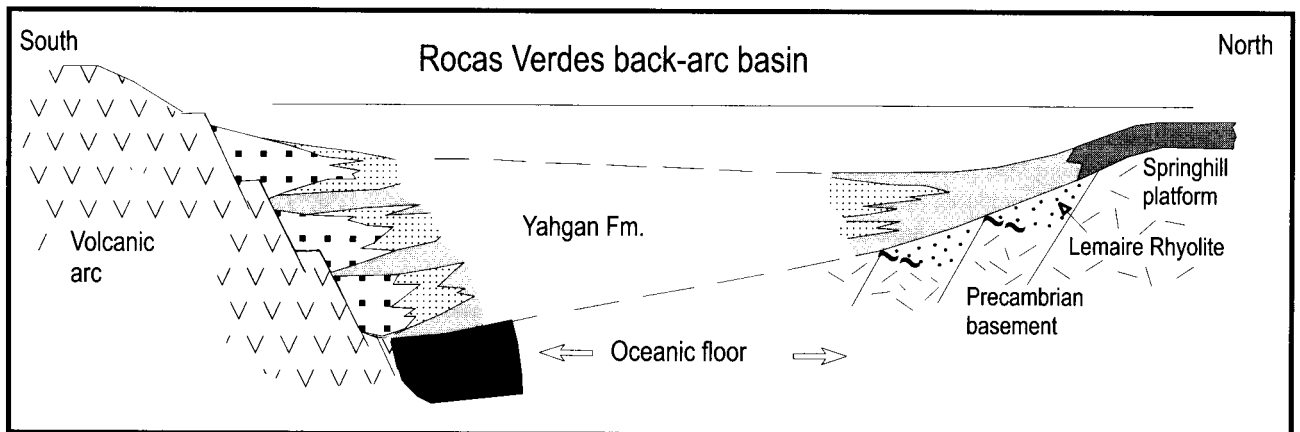 South
Rocas Verdes back-arc basin
North
Springhill
platform
Yahgan Fm.
Lemaire Rhyolite
Volcanic
arc
Precambrian
basement
Oceanic floor